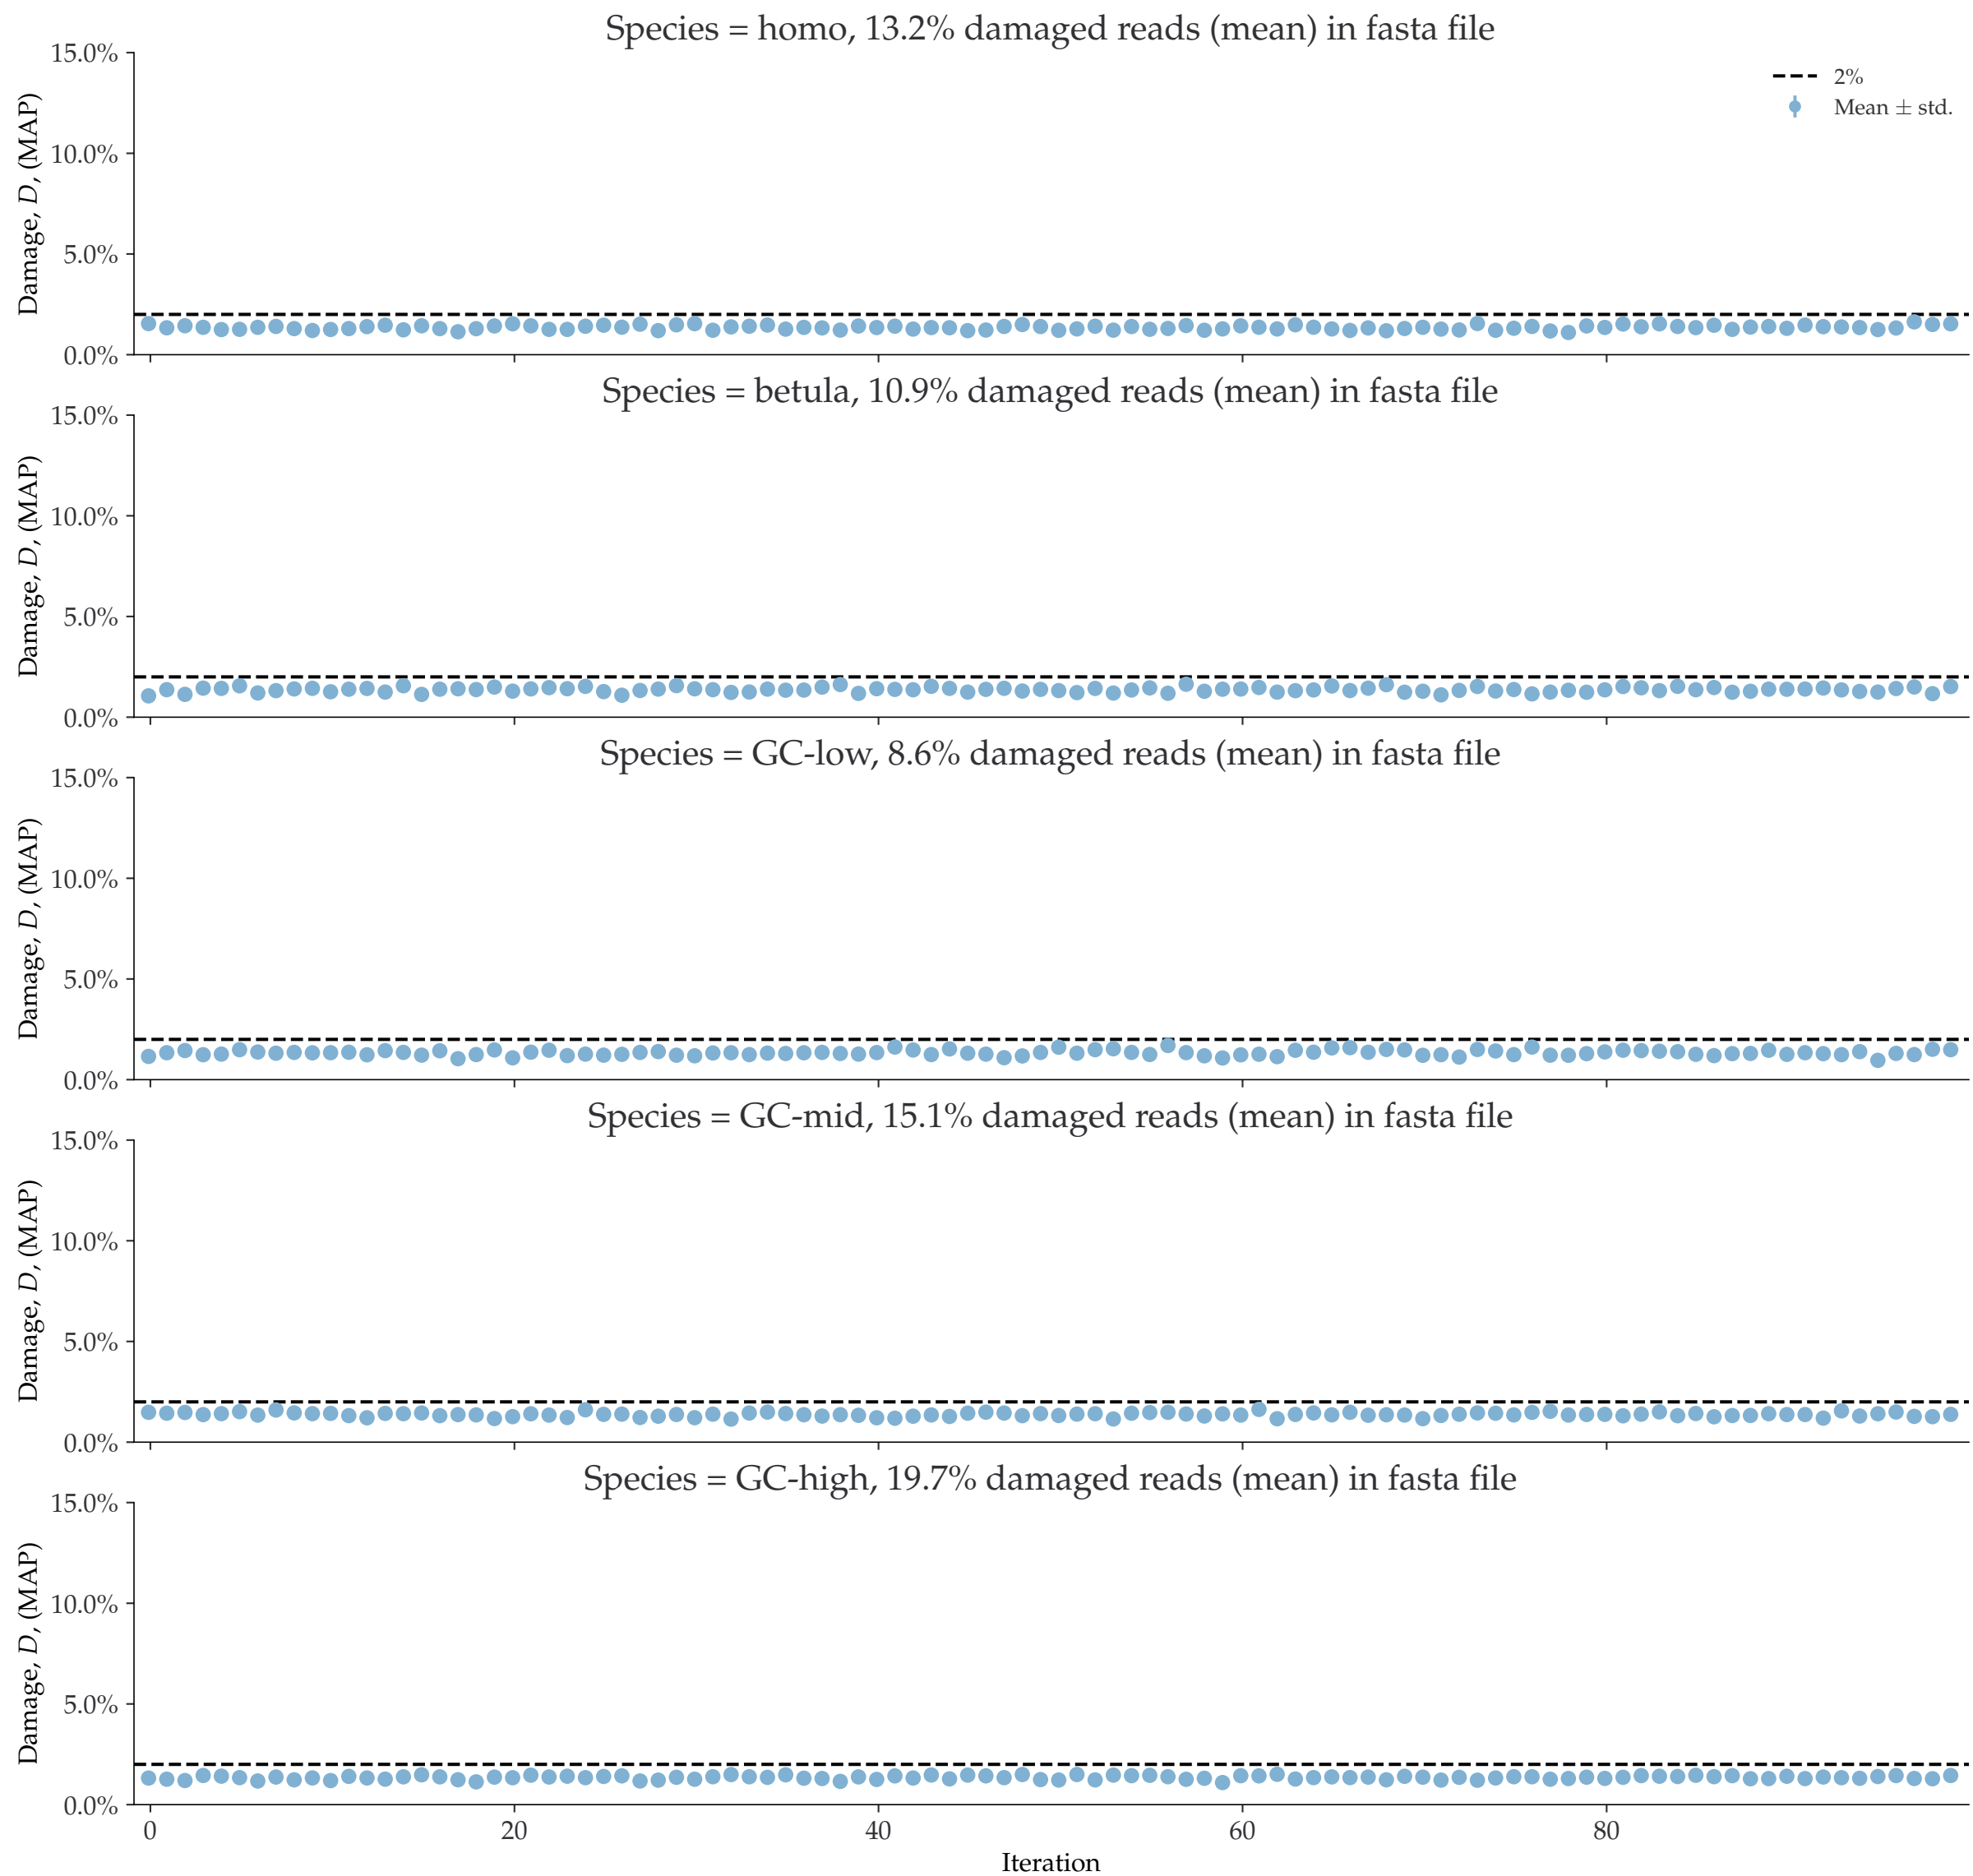 Species = homo, 13.2% damaged reads (mean) in fasta file
15.0%
10.0%
5.0%
0.0%
Damage, D, (MAP)
2%
Mean ± std.
Species = betula, 10.9% damaged reads (mean) in fasta file
15.0%
10.0%
5.0%
0.0%
Damage, D, (MAP)
Species = GC-low, 8.6% damaged reads (mean) in fasta file
15.0%
10.0%
5.0%
0.0%
Damage, D, (MAP)
Species = GC-mid, 15.1% damaged reads (mean) in fasta file
15.0%
10.0%
5.0%
0.0%
Damage, D, (MAP)
Species = GC-high, 19.7% damaged reads (mean) in fasta file
15.0%
10.0%
5.0%
0.0%
Damage, D, (MAP)
0 20 40 60 80
Iteration